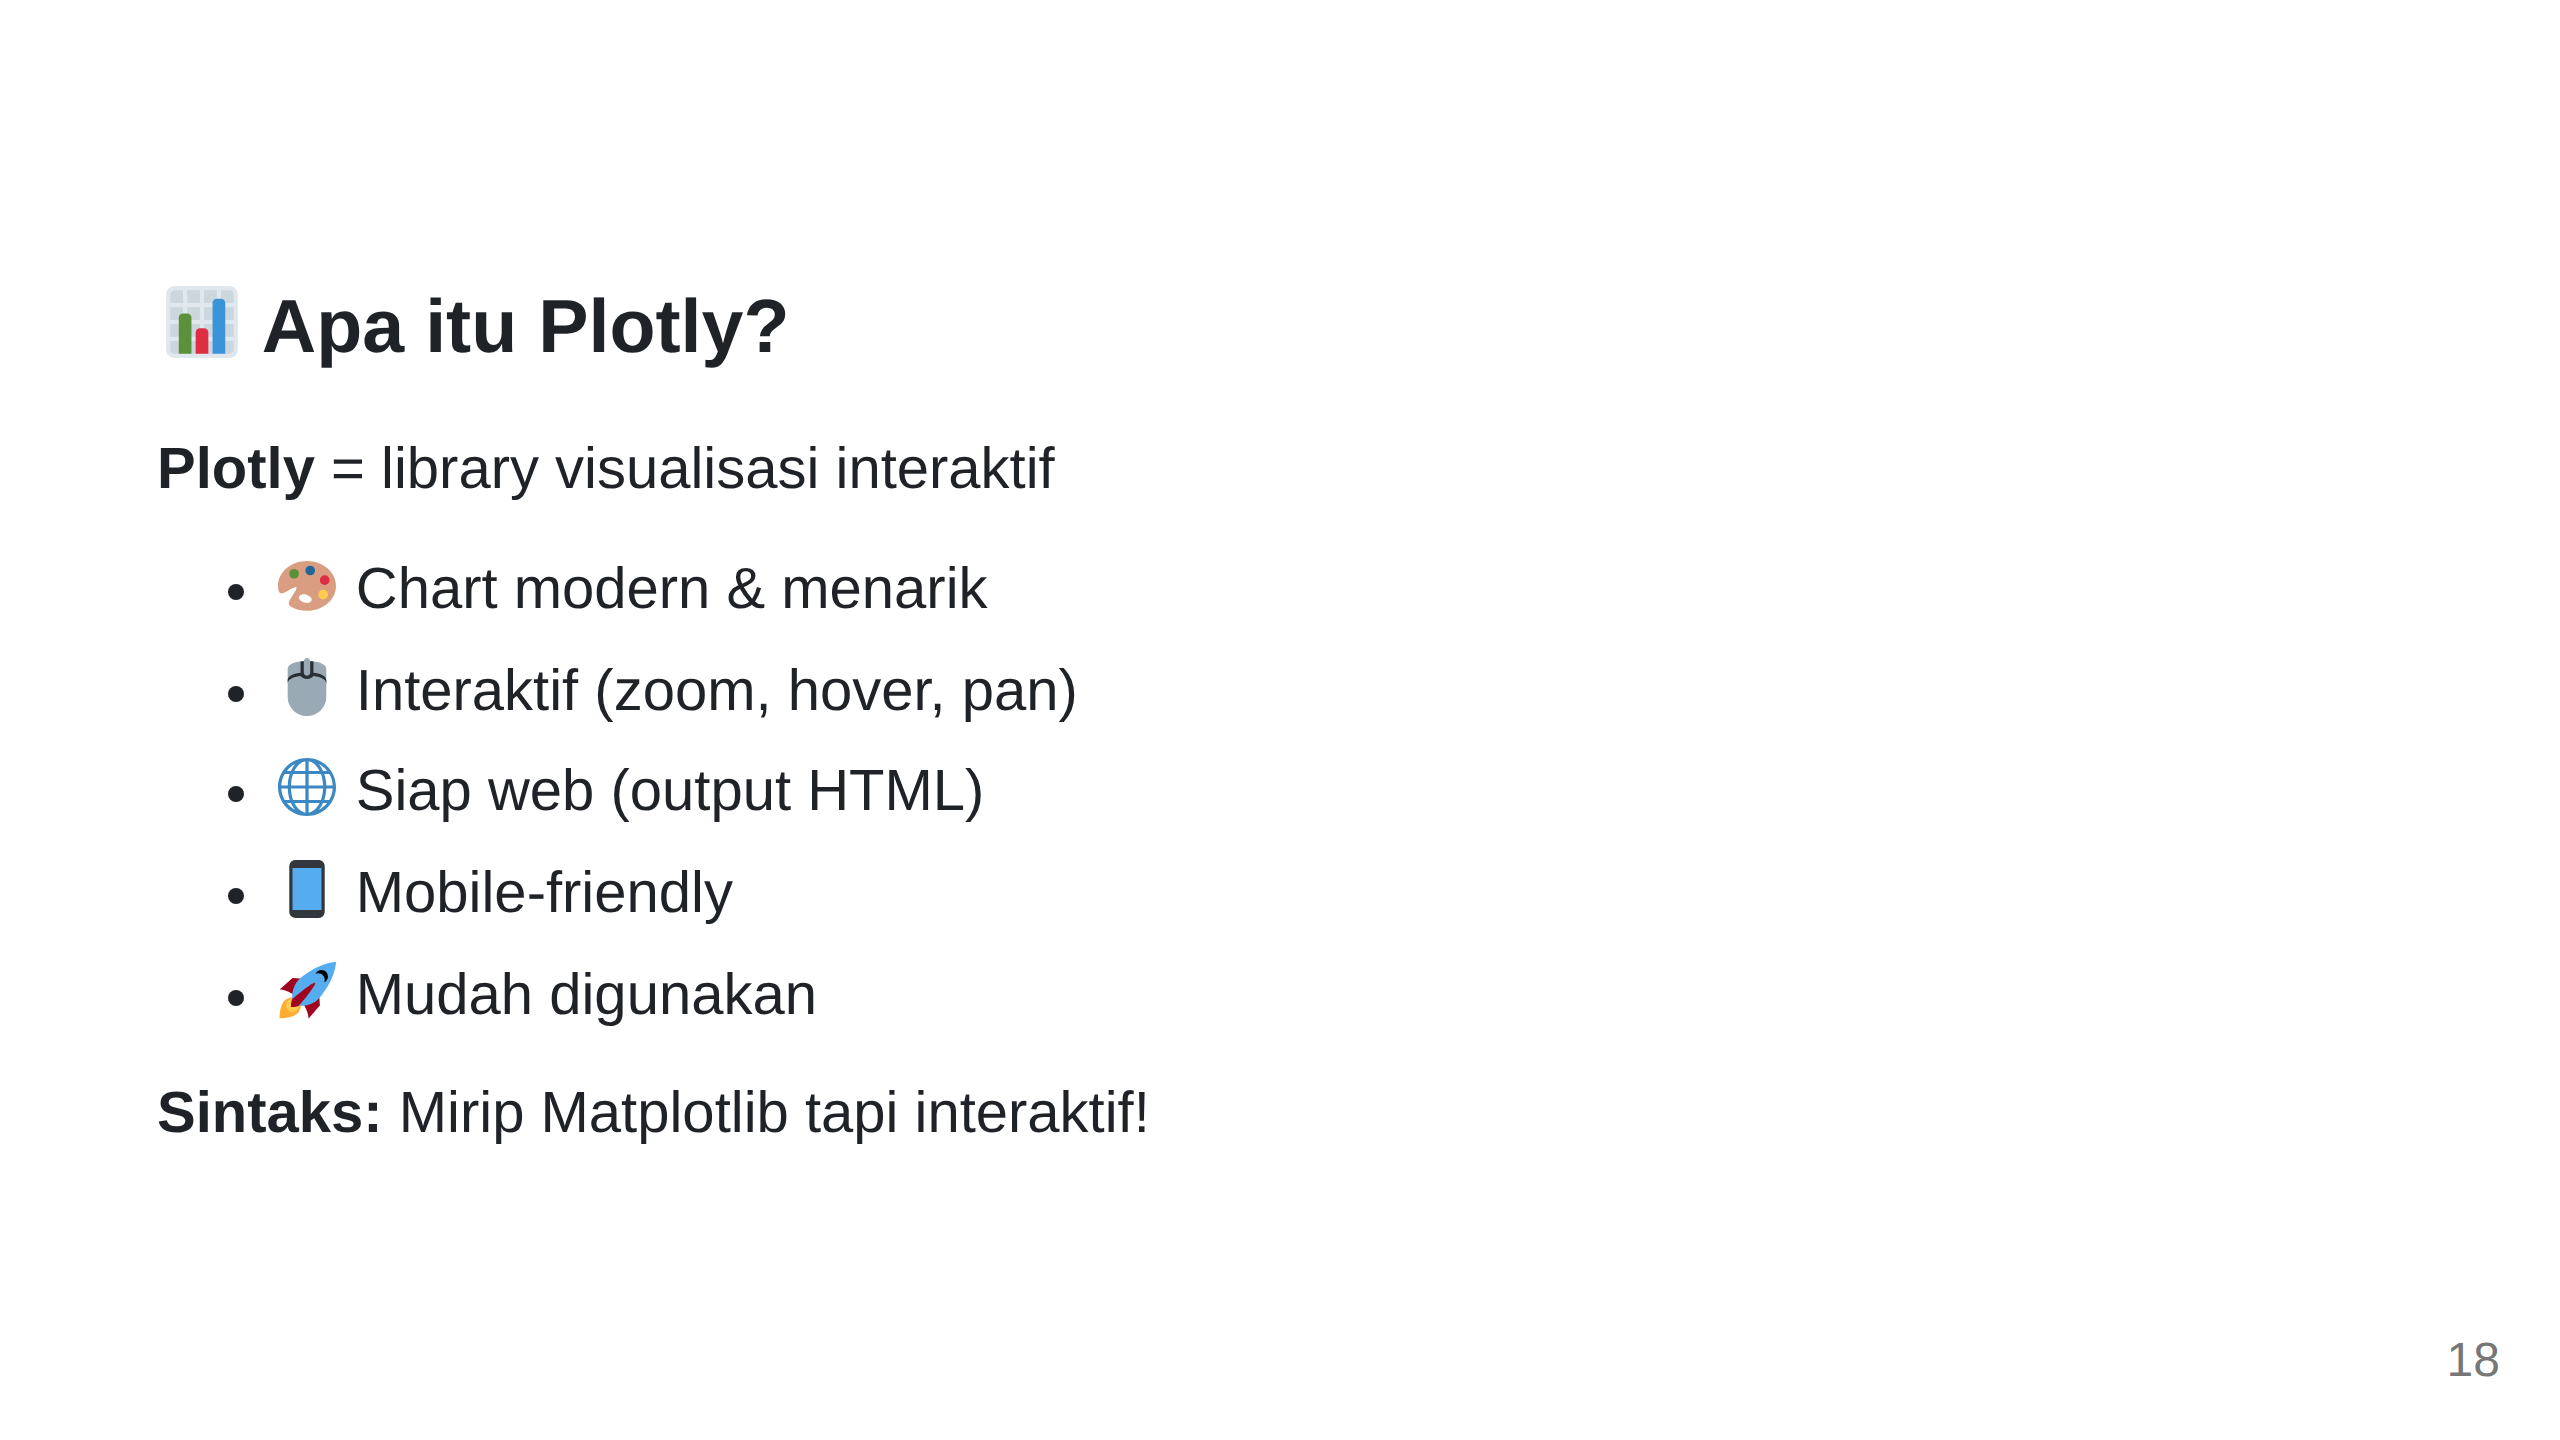 📊 Apa itu Plotly?
Plotly = library visualisasi interaktif
• 🎨 Chart modern & menarik
• 🖱️ Interaktif (zoom, hover, pan)
• 🌐 Siap web (output HTML)
• 📱 Mobile-friendly
• 🚀 Mudah digunakan
Sintaks: Mirip Matplotlib tapi interaktif!
18